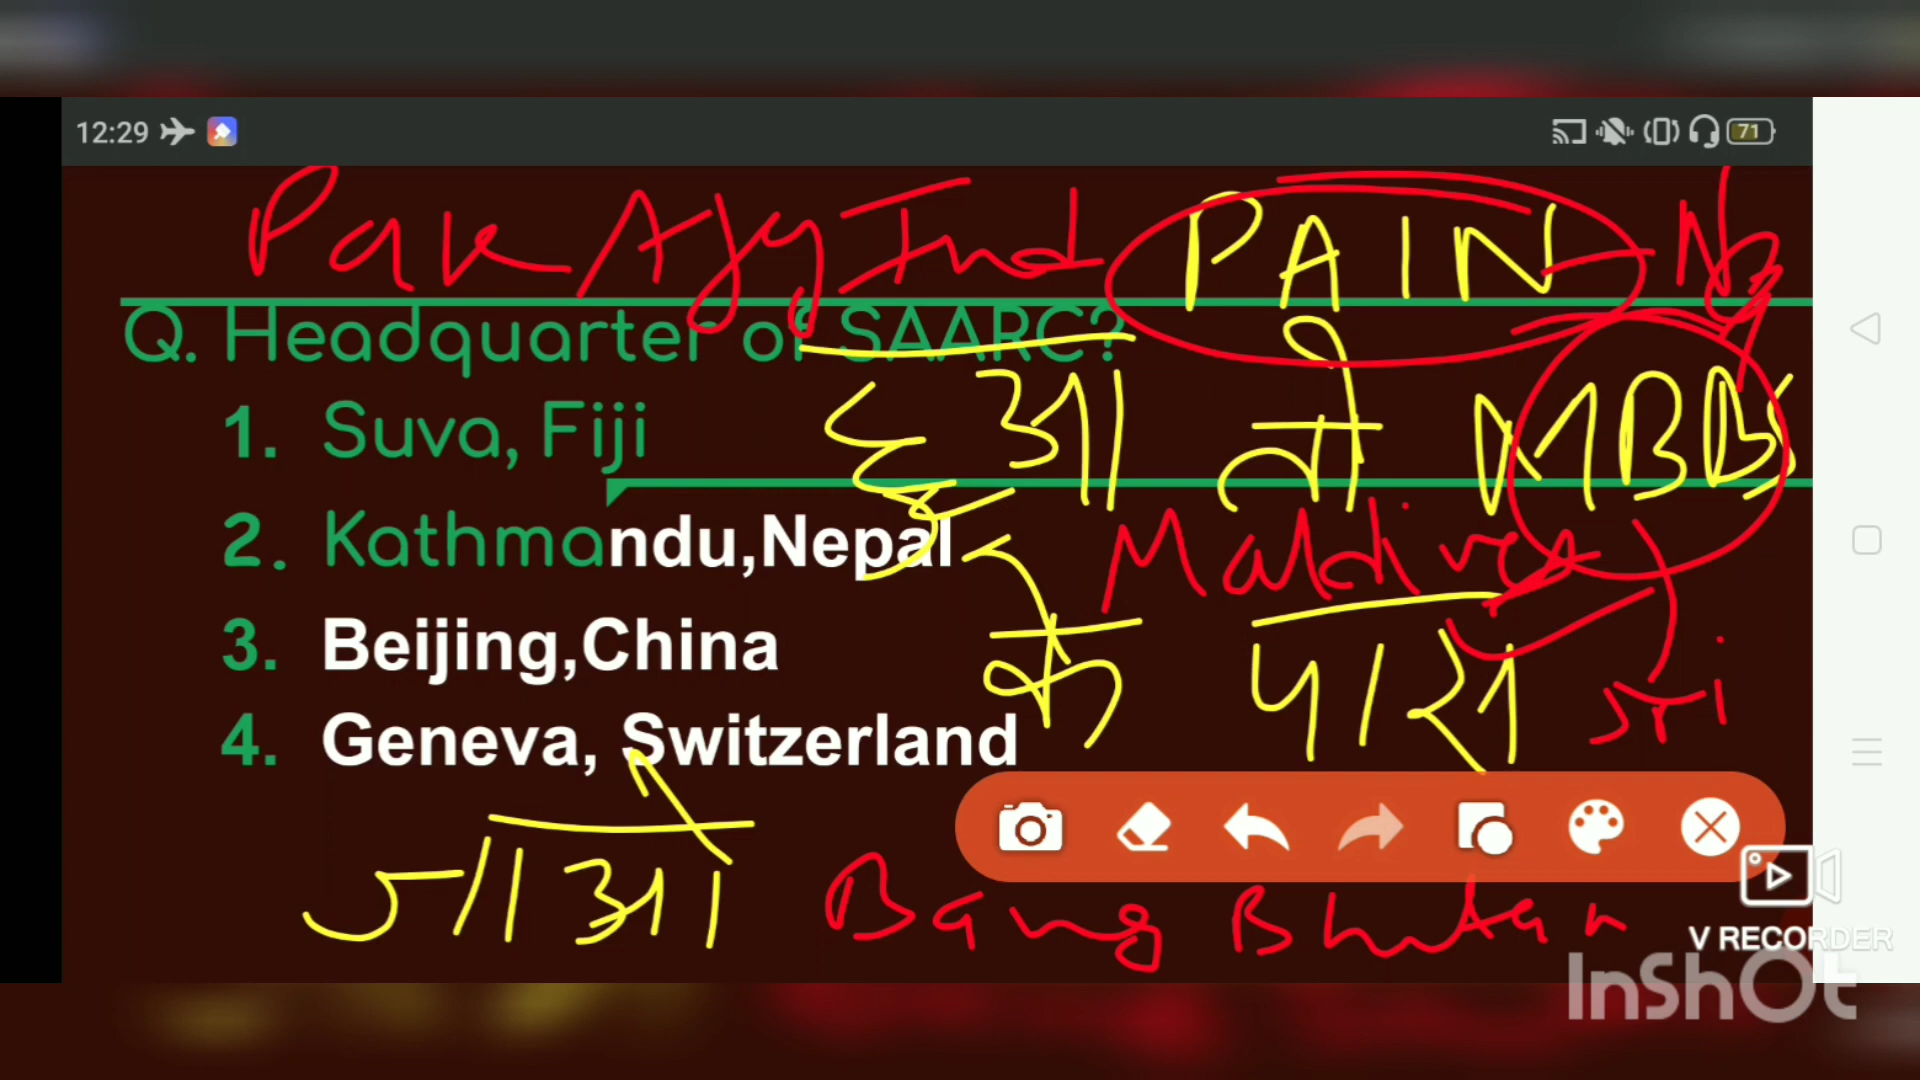 12:29 71
Pak Afg Ind PAIN
Q. Headquarter of SAARC?
1. Suva, Fiji
हुआ तो MBBS
2. Kathmandu,Nepal
Maldives
3. Beijing,China
के पास
4. Geneva, Switzerland
जाओ Bang Bhutan
V RECORDER
InShOt